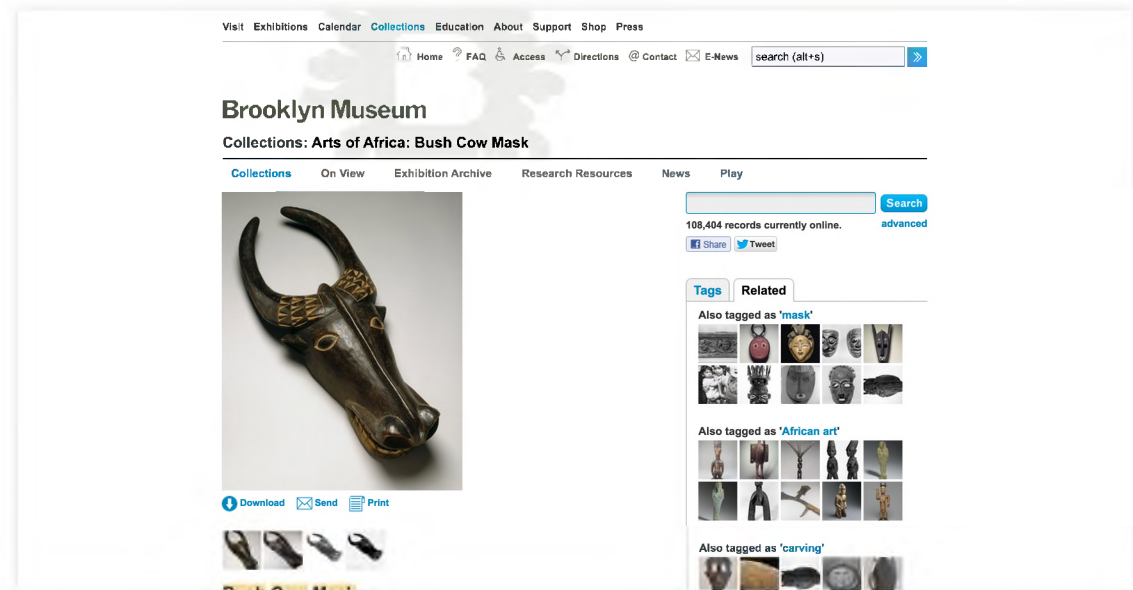 Visit Exhibitions Calendar Collections Education About Support Shop Press
Home FAQ Access Directions @ Contact E-News search (alt+s) »
Brooklyn Museum
Collections: Arts of Africa: Bush Cow Mask
Collections On View Exhibition Archive Research Resources News Play
Search
108,404 records currently online. advanced
Share Tweet
Tags Related
Also tagged as 'mask'
Also tagged as 'African art'
Download Send Print
Also tagged as 'carving'
Bush Cow Mask